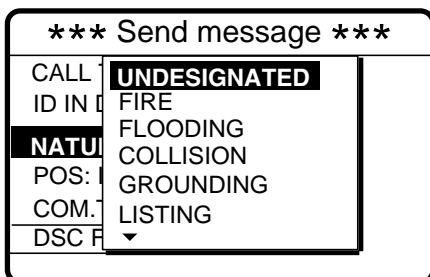 *** Send message ***
CALL
ID IN
NATU
POS:
COM.
DSC F
UNDESIGNATED
FIRE
FLOODING
COLLISION
GROUNDING
LISTING